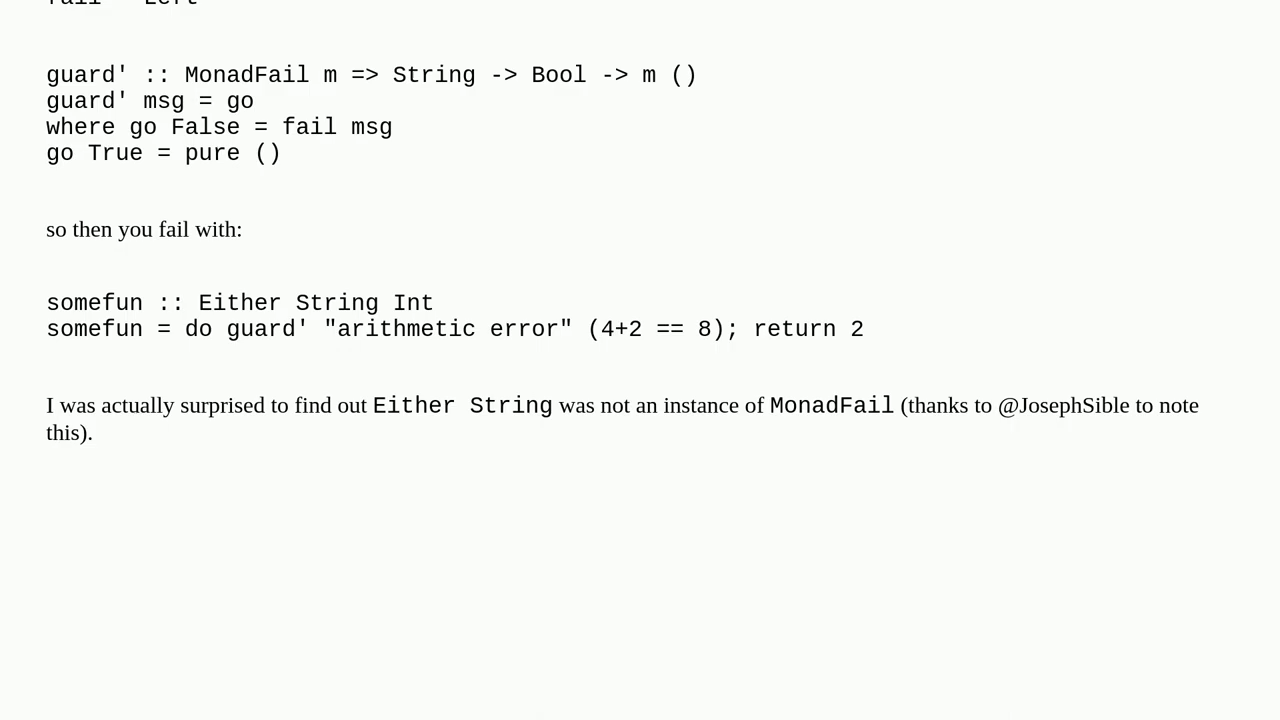 fail = Left
guard' :: MonadFail m => String -> Bool -> m ()
guard' msg = go
where go False = fail msg
go True = pure ()
so then you fail with:
somefun :: Either String Int
somefun = do guard' "arithmetic error" (4+2 == 8); return 2
I was actually surprised to find out Either String was not an instance of MonadFail (thanks to @JosephSible to note
this).